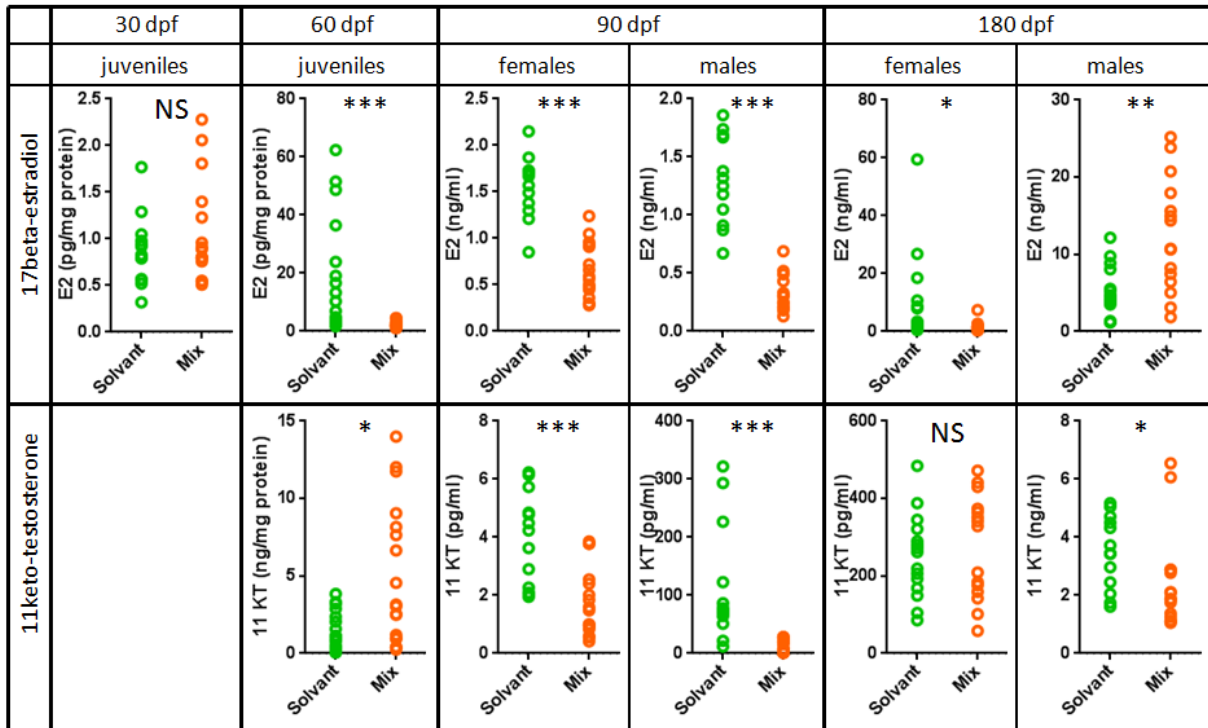 30 dpf 60 dpf 90 dpf 180 dpf
juveniles juveniles females males females males
17beta-estradiol
E2 (pg/mg protein)
2.5
2.0
1.5
1.0
0.5
0.0
NS
Solvant Mix
E2 (pg/mg protein)
80
60
40
20
0
***
Solvant Mix
E2 (ng/ml)
2.5
2.0
1.5
1.0
0.5
0.0
***
Solvant Mix
E2 (ng/ml)
2.0
1.5
1.0
0.5
0.0
***
Solvant Mix
E2 (ng/ml)
80
60
40
20
0
*
Solvant Mix
E2 (ng/ml)
30
20
10
0
**
Solvant Mix
11keto-testosterone
11 KT (ng/mg protein)
15
10
5
0
*
Solvant Mix
11 KT (pg/ml)
8
6
4
2
0
***
Solvant Mix
11 KT (pg/ml)
400
300
200
100
0
***
Solvant Mix
11 KT (pg/ml)
600
400
200
0
NS
Solvant Mix
11 KT (ng/ml)
8
6
4
2
0
*
Solvant Mix